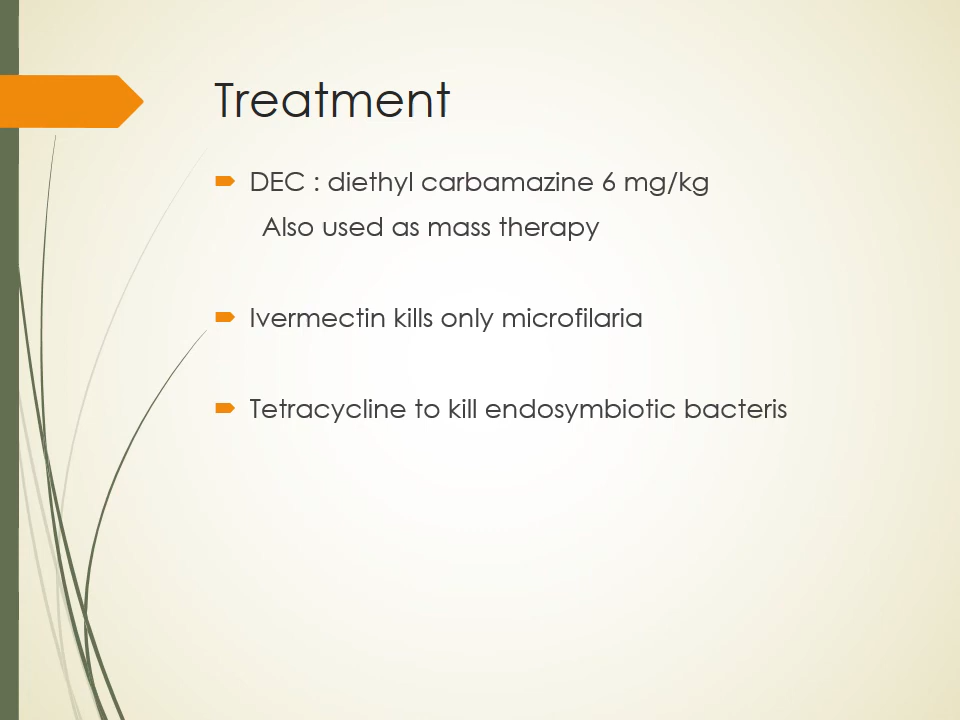 Treatment
DEC : diethyl carbamazine 6 mg/kg
Also used as mass therapy
Ivermectin kills only microfilaria
Tetracycline to kill endosymbiotic bacteris